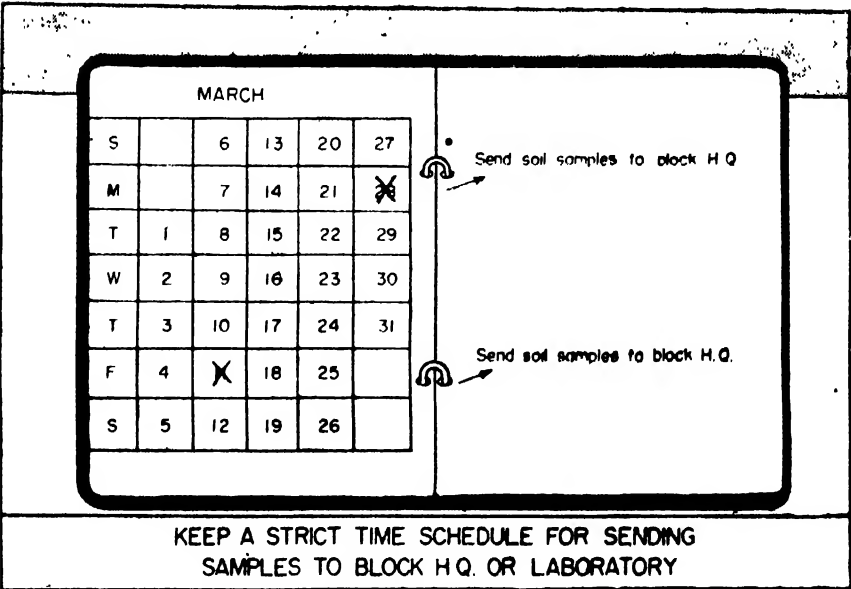 MARCH
S 6 13 20 27
M 7 14 21 28
T 1 8 15 22 29
W 2 9 16 23 30
T 3 10 17 24 31
F 4 18 25
S 5 12 19 26
Send soil samples to block H.Q
Send soil samples to block H.Q.
KEEP A STRICT TIME SCHEDULE FOR SENDING
SAMPLES TO BLOCK H Q. OR LABORATORY